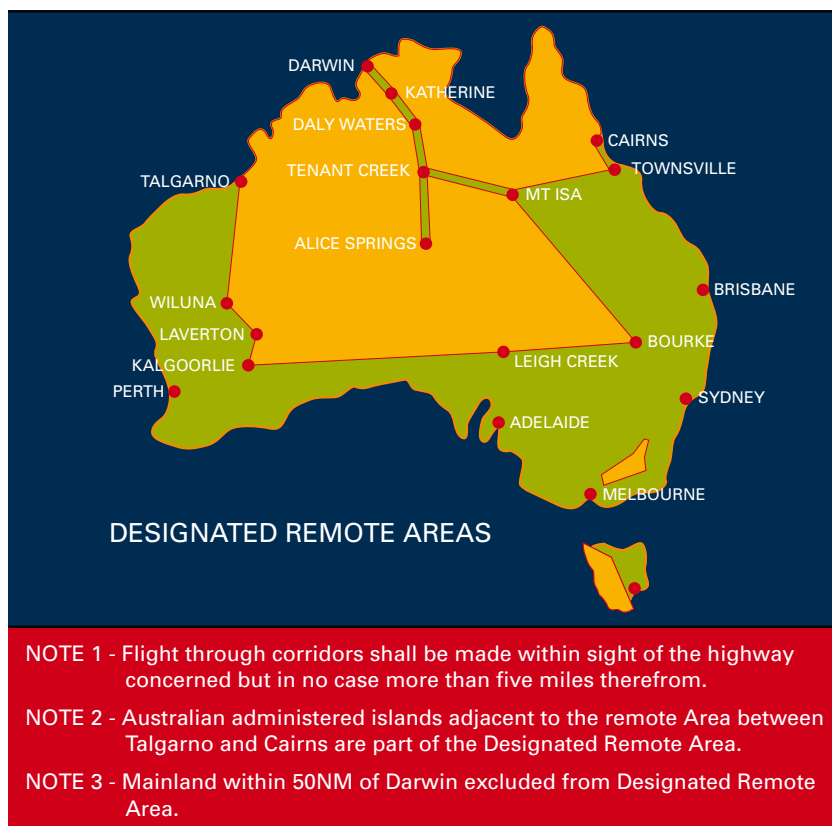 DARWIN
KATHERINE
DALY WATERS
CAIRNS
TENANT CREEK
TOWNSVILLE
TALGARNO
MT ISA
ALICE SPRINGS
BRISBANE
WILUNA
LAVERTON
BOURKE
LEIGH CREEK
KALGOORLIE
PERTH
SYDNEY
ADELAIDE
MELBOURNE
DESIGNATED REMOTE AREAS
NOTE 1 - Flight through corridors shall be made within sight of the highway
concerned but in no case more than five miles therefrom.
NOTE 2 - Australian administered islands adjacent to the remote Area between
Talgarno and Cairns are part of the Designated Remote Area.
NOTE 3 - Mainland within 50NM of Darwin excluded from Designated Remote
Area.